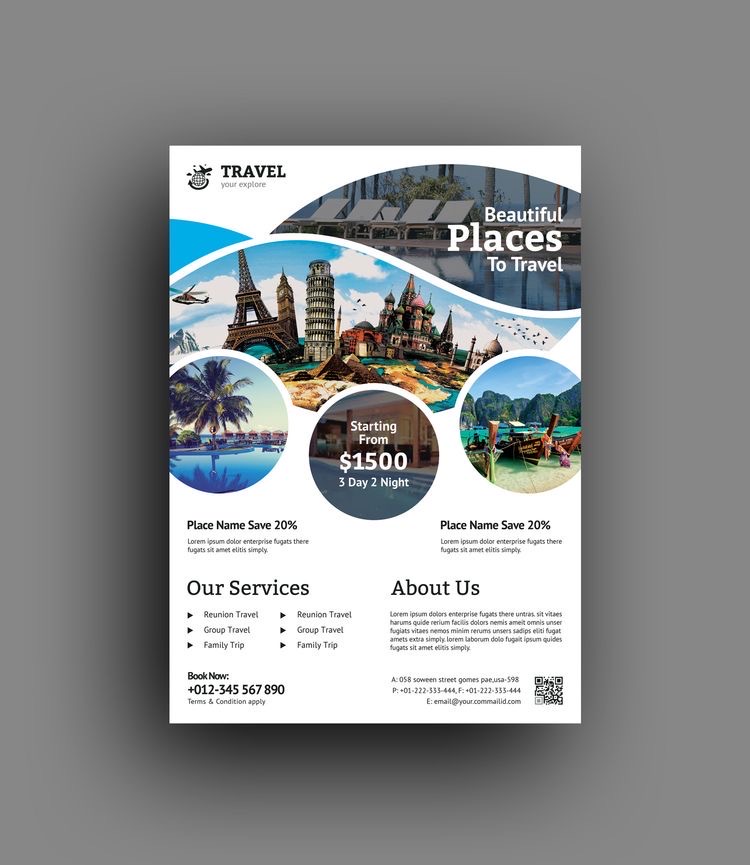 TRAVEL
your explore
Beautiful
Places
To Travel
Starting
From
$1500
3 Day 2 Night
Place Name Save 20%
Lorem ipsum dolor enterprise fugats there
fugats sit amet elitis simply.
Place Name Save 20%
Lorem ipsum dolor enterprise fugats there
fugats sit amet elitis simply.
Our Services
Reunion Travel
Group Travel
Family Trip
Reunion Travel
Group Travel
Family Trip
About Us
Lorem ipsum dolors enterprise fugats there untras. sit vitaes
harums quide rerium facilis dolors nemis in dolorem amets unser
fugiats vitaes nemos minim rerums unsers sadips eliti fugat
amets extra simply. lorem laborum dolo fugait ipsum quides
fugats sit amet elitis simply.
Book Now:
+012-345 567 890
Terms & Condition apply
A: 058 soween street gomes pae,usa-598
P: +01-222-333-444, F: +01-222-333-444
E: email@your.commailid.com